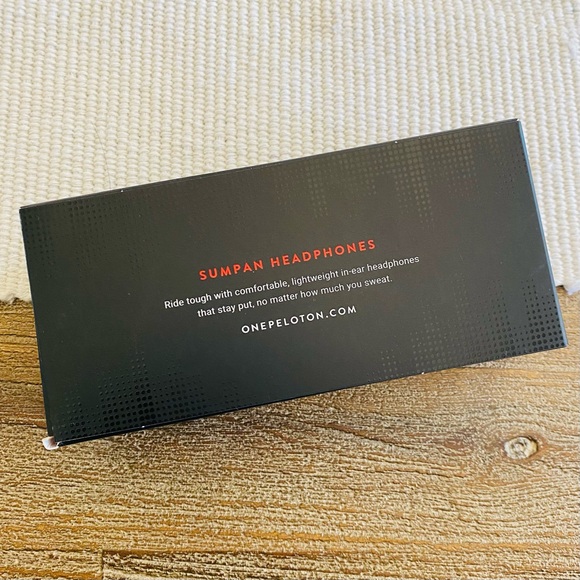 SUMPAN HEADPHONES
Ride tough with comfortable, lightweight in-ear headphones
that stay put, no matter how much you sweat.
ONEPELOTON.COM